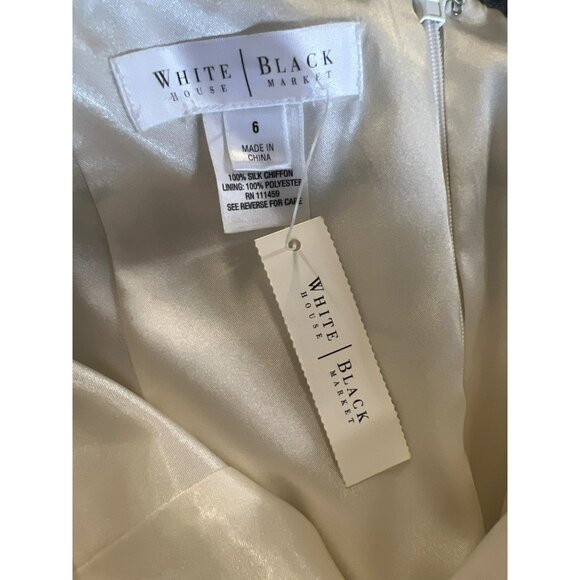 WHITE | BLACK
HOUSE MARKET
6
MADE IN
CHINA
100% SILK CHIFFON
LINING: 100% POLYESTER
RN 111459
SEE REVERSE FOR CARE
WHITE | BLACK
HOUSE MARKET